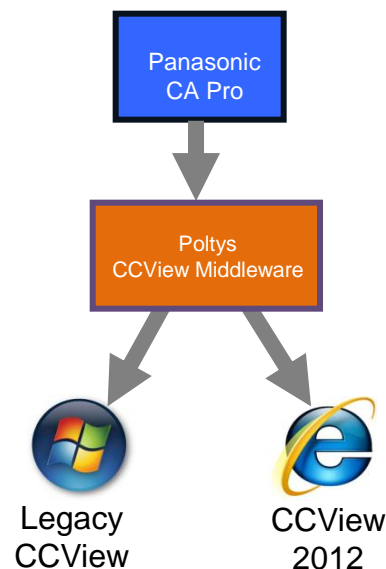 Panasonic
CA Pro
Poltys
CCView Middleware
Legacy
CCView
CCView
2012